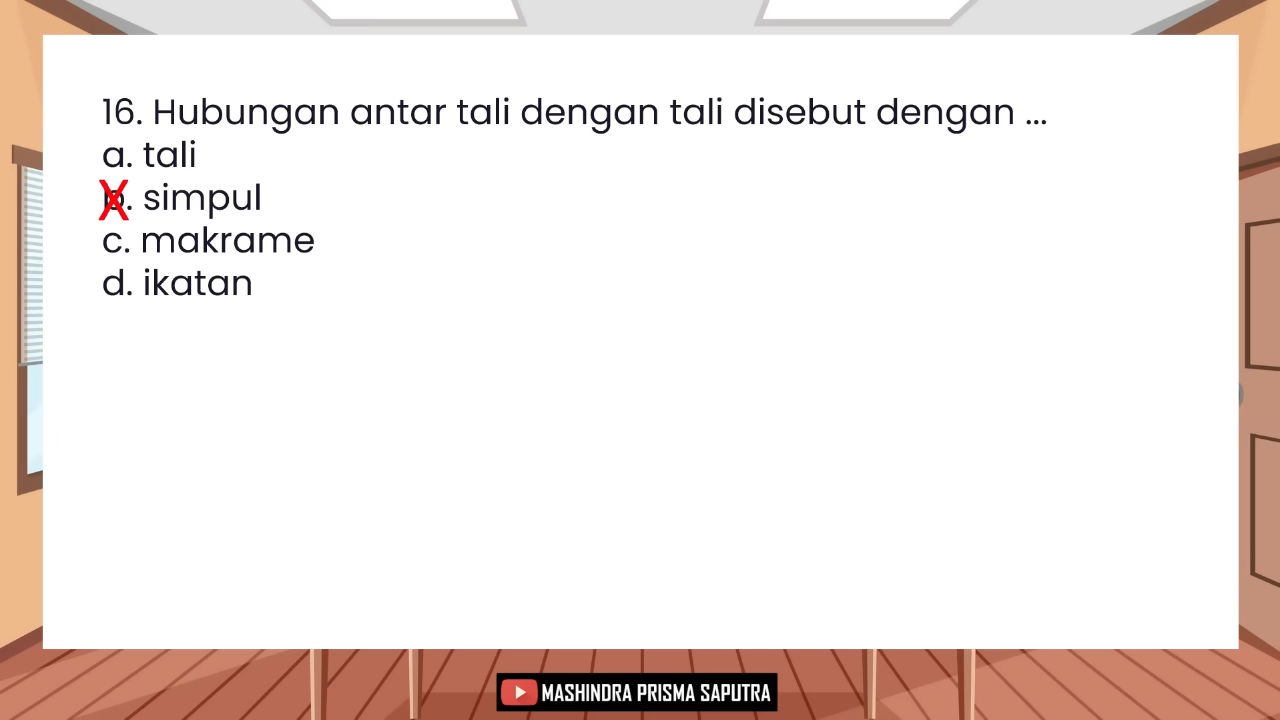 16. Hubungan antar tali dengan tali disebut dengan ...
a. tali
b. simpul
c. makrame
d. ikatan
MASHINDRA PRISMA SAPUTRA